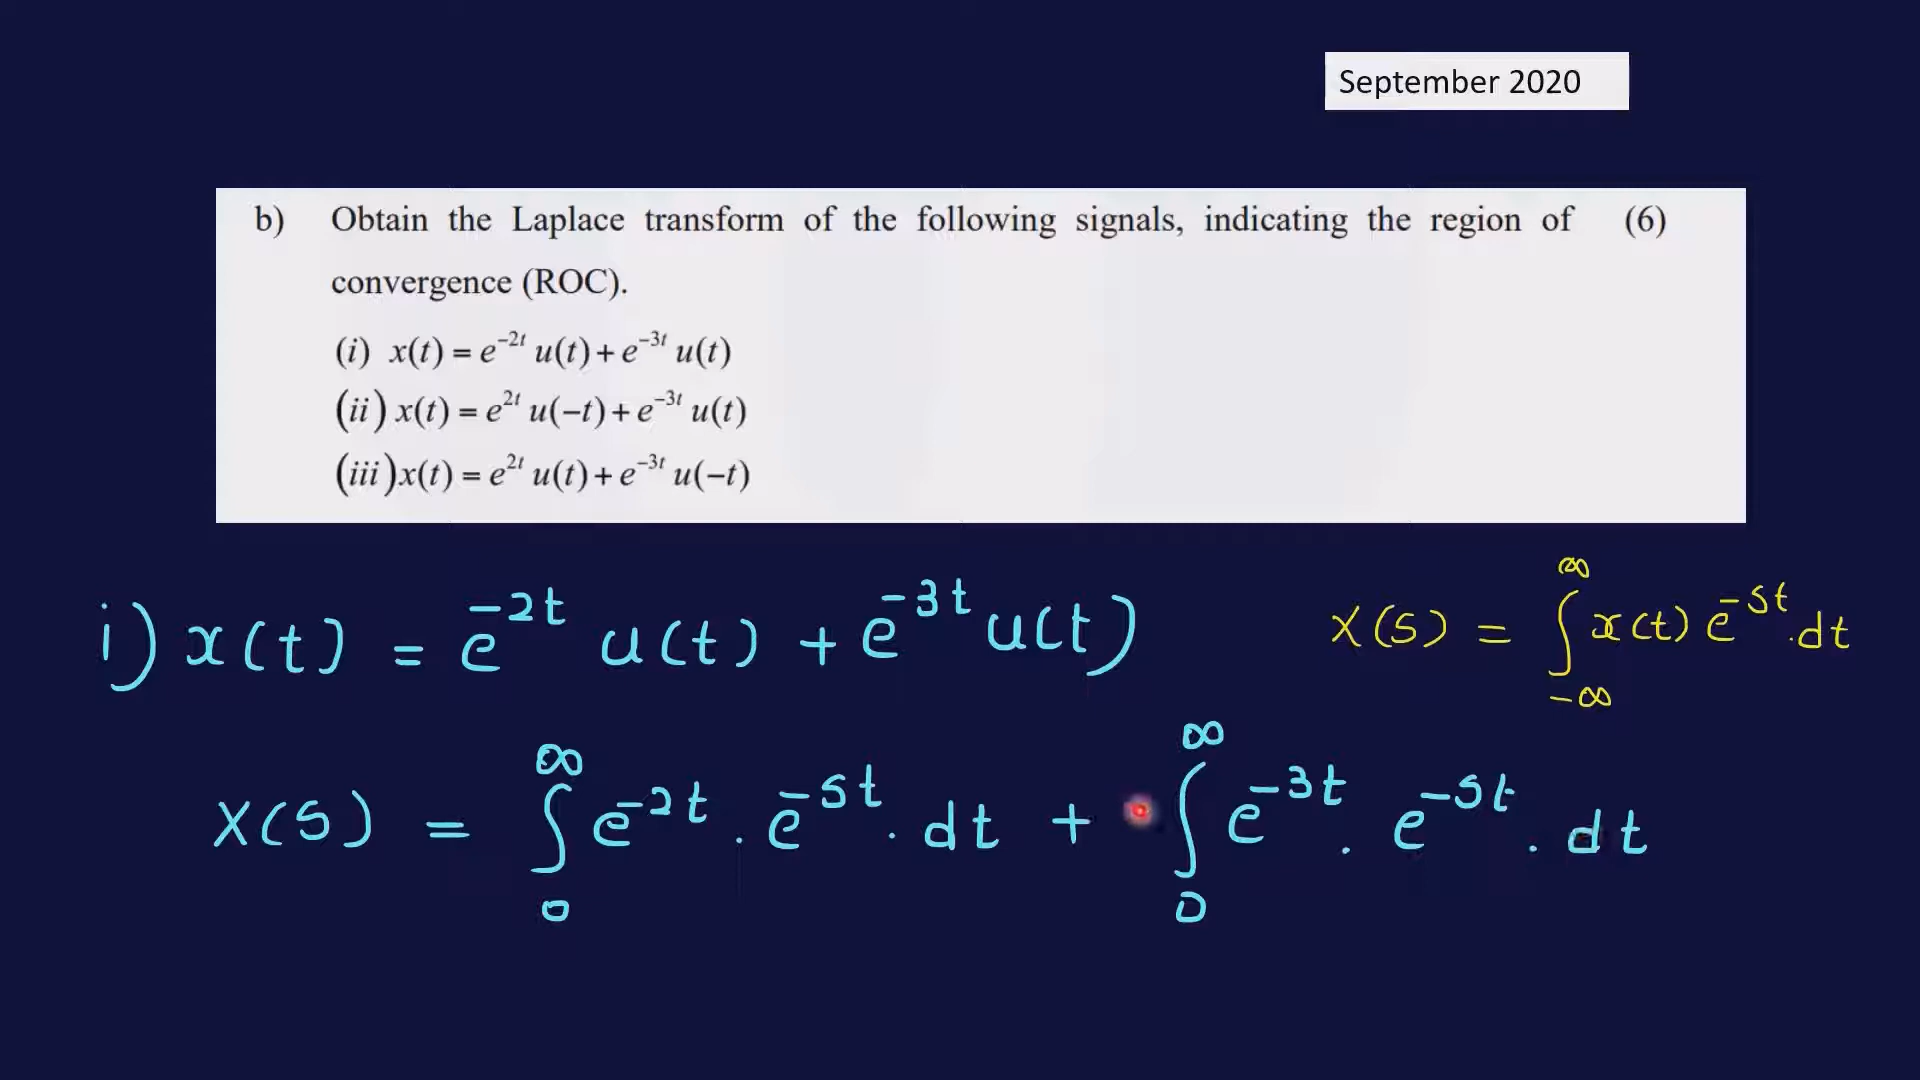 September 2020
b) Obtain the Laplace transform of the following signals, indicating the region of (6)
convergence (ROC).
(i) x(t) = e^{-2t} u(t) + e^{-3t} u(t)
(ii) x(t) = e^{2t} u(-t) + e^{-3t} u(t)
(iii) x(t) = e^{2t} u(t) + e^{-3t} u(-t)
i) x(t) = e^{-2t} u(t) + e^{-3t} u(t)
X(s) = ∫_{-∞}^{∞} x(t) e^{-st} . dt
X(s) = ∫_{0}^{∞} e^{-2t} . e^{-st} . dt + ∫_{0}^{∞} e^{-3t} . e^{-st} . dt